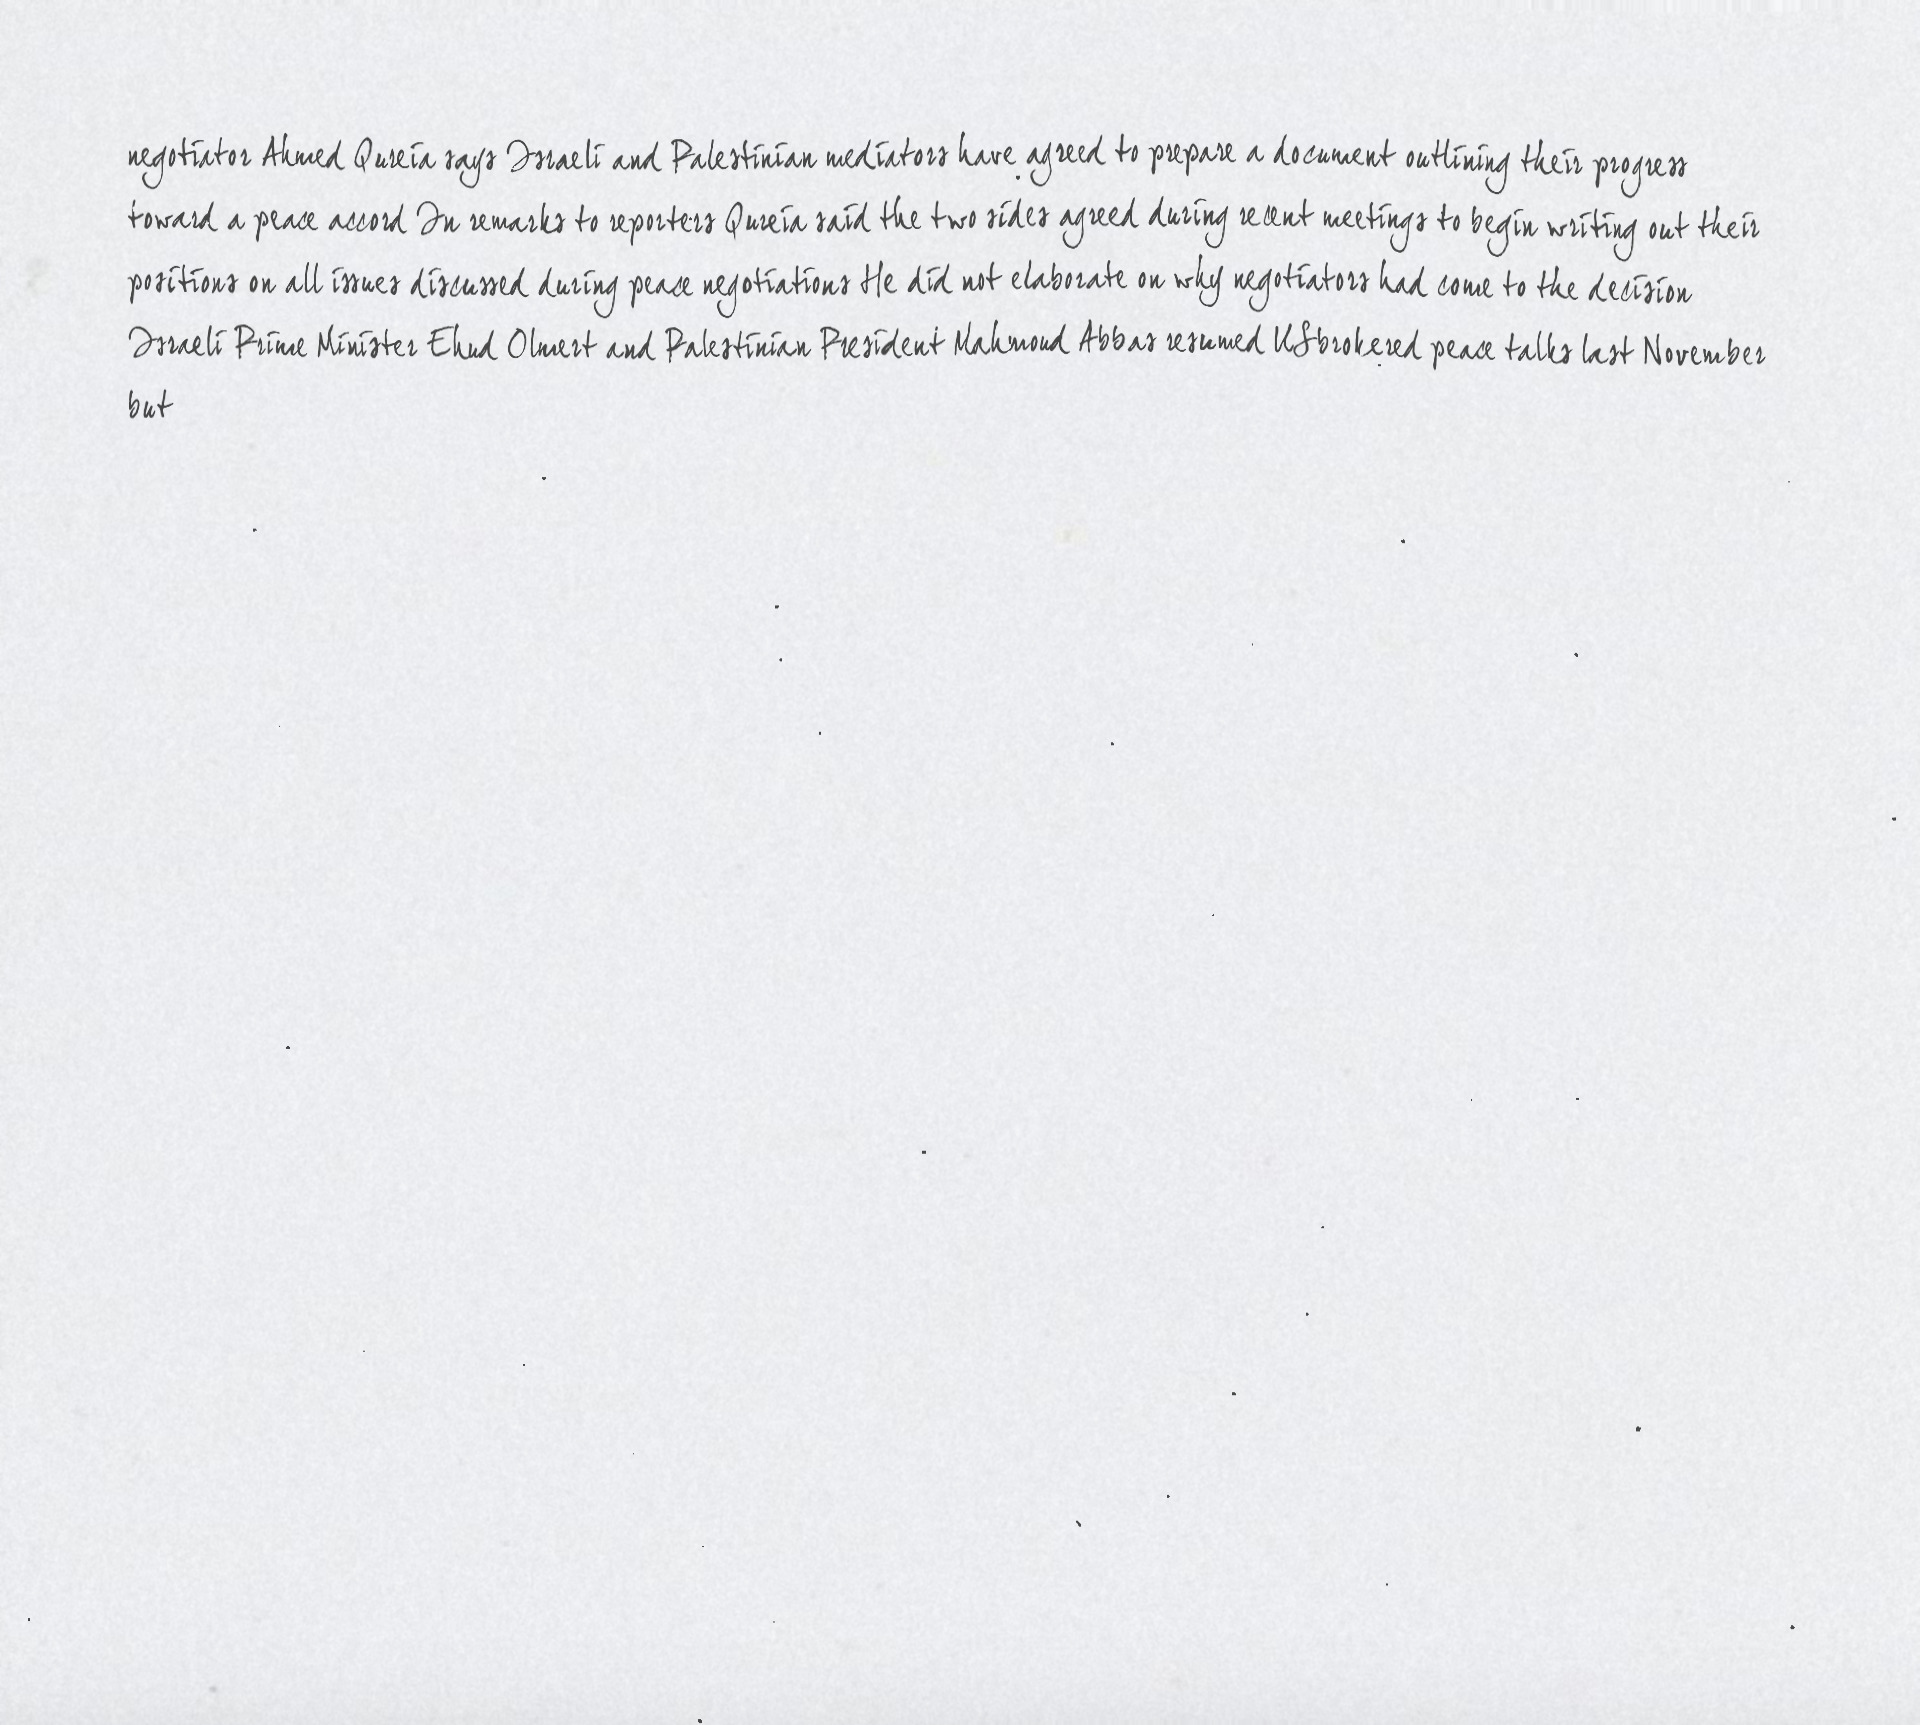 negotiator Ahmed Qureia says Israeli and Palestinian mediators have agreed to prepare a document outlining their progress
toward a peace accord In remarks to reporters Qureia said the two sides agreed during recent meetings to begin writing out their
positions on all issues discussed during peace negotiations He did not elaborate on why negotiators had come to the decision
Israeli Prime Minister Ehud Olmert and Palestinian President Mahmoud Abbas resumed USbrokered peace talks last November
but